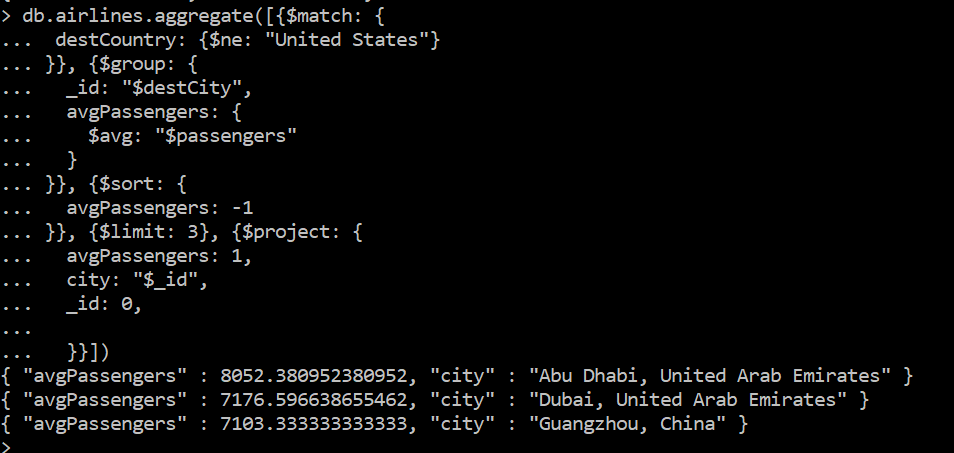 > db.airlines.aggregate([{$match: {
...   destCountry: {$ne: "United States"}
... }}, {$group: {
...   _id: "$destCity",
...   avgPassengers: {
...     $avg: "$passengers"
...   }
... }}, {$sort: {
...   avgPassengers: -1
... }}, {$limit: 3}, {$project: {
...   avgPassengers: 1,
...   city: "$_id",
...   _id: 0,
...
...   }}])
{ "avgPassengers" : 8052.380952380952, "city" : "Abu Dhabi, United Arab Emirates" }
{ "avgPassengers" : 7176.596638655462, "city" : "Dubai, United Arab Emirates" }
{ "avgPassengers" : 7103.333333333333, "city" : "Guangzhou, China" }
>